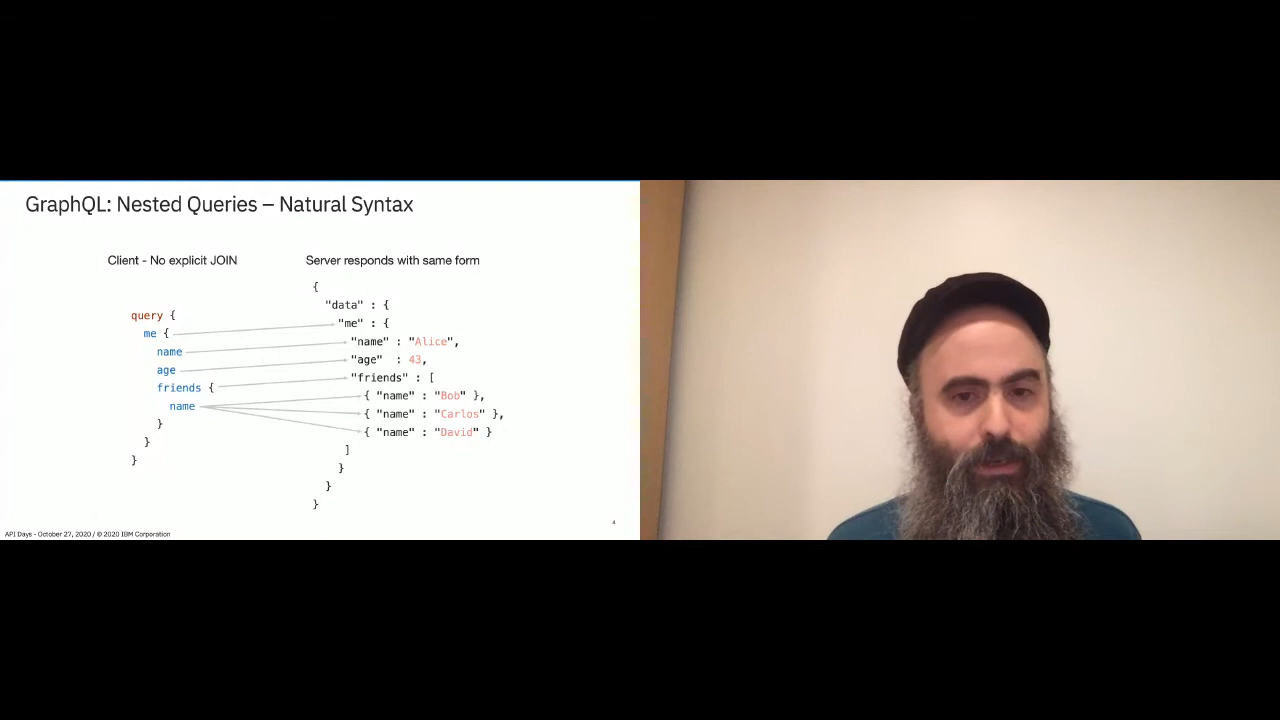 GraphQL: Nested Queries – Natural Syntax
Client - No explicit JOIN
query {
me {
name
age
friends {
name
}
}
}
Server responds with same form
{
"data" : {
"me" : {
"name" : "Alice",
"age" : 43,
"friends" : [
{ "name" : "Bob" },
{ "name" : "Carlos" },
{ "name" : "David" }
]
}
}
}
4
API Days - October 27, 2020 / © 2020 IBM Corporation